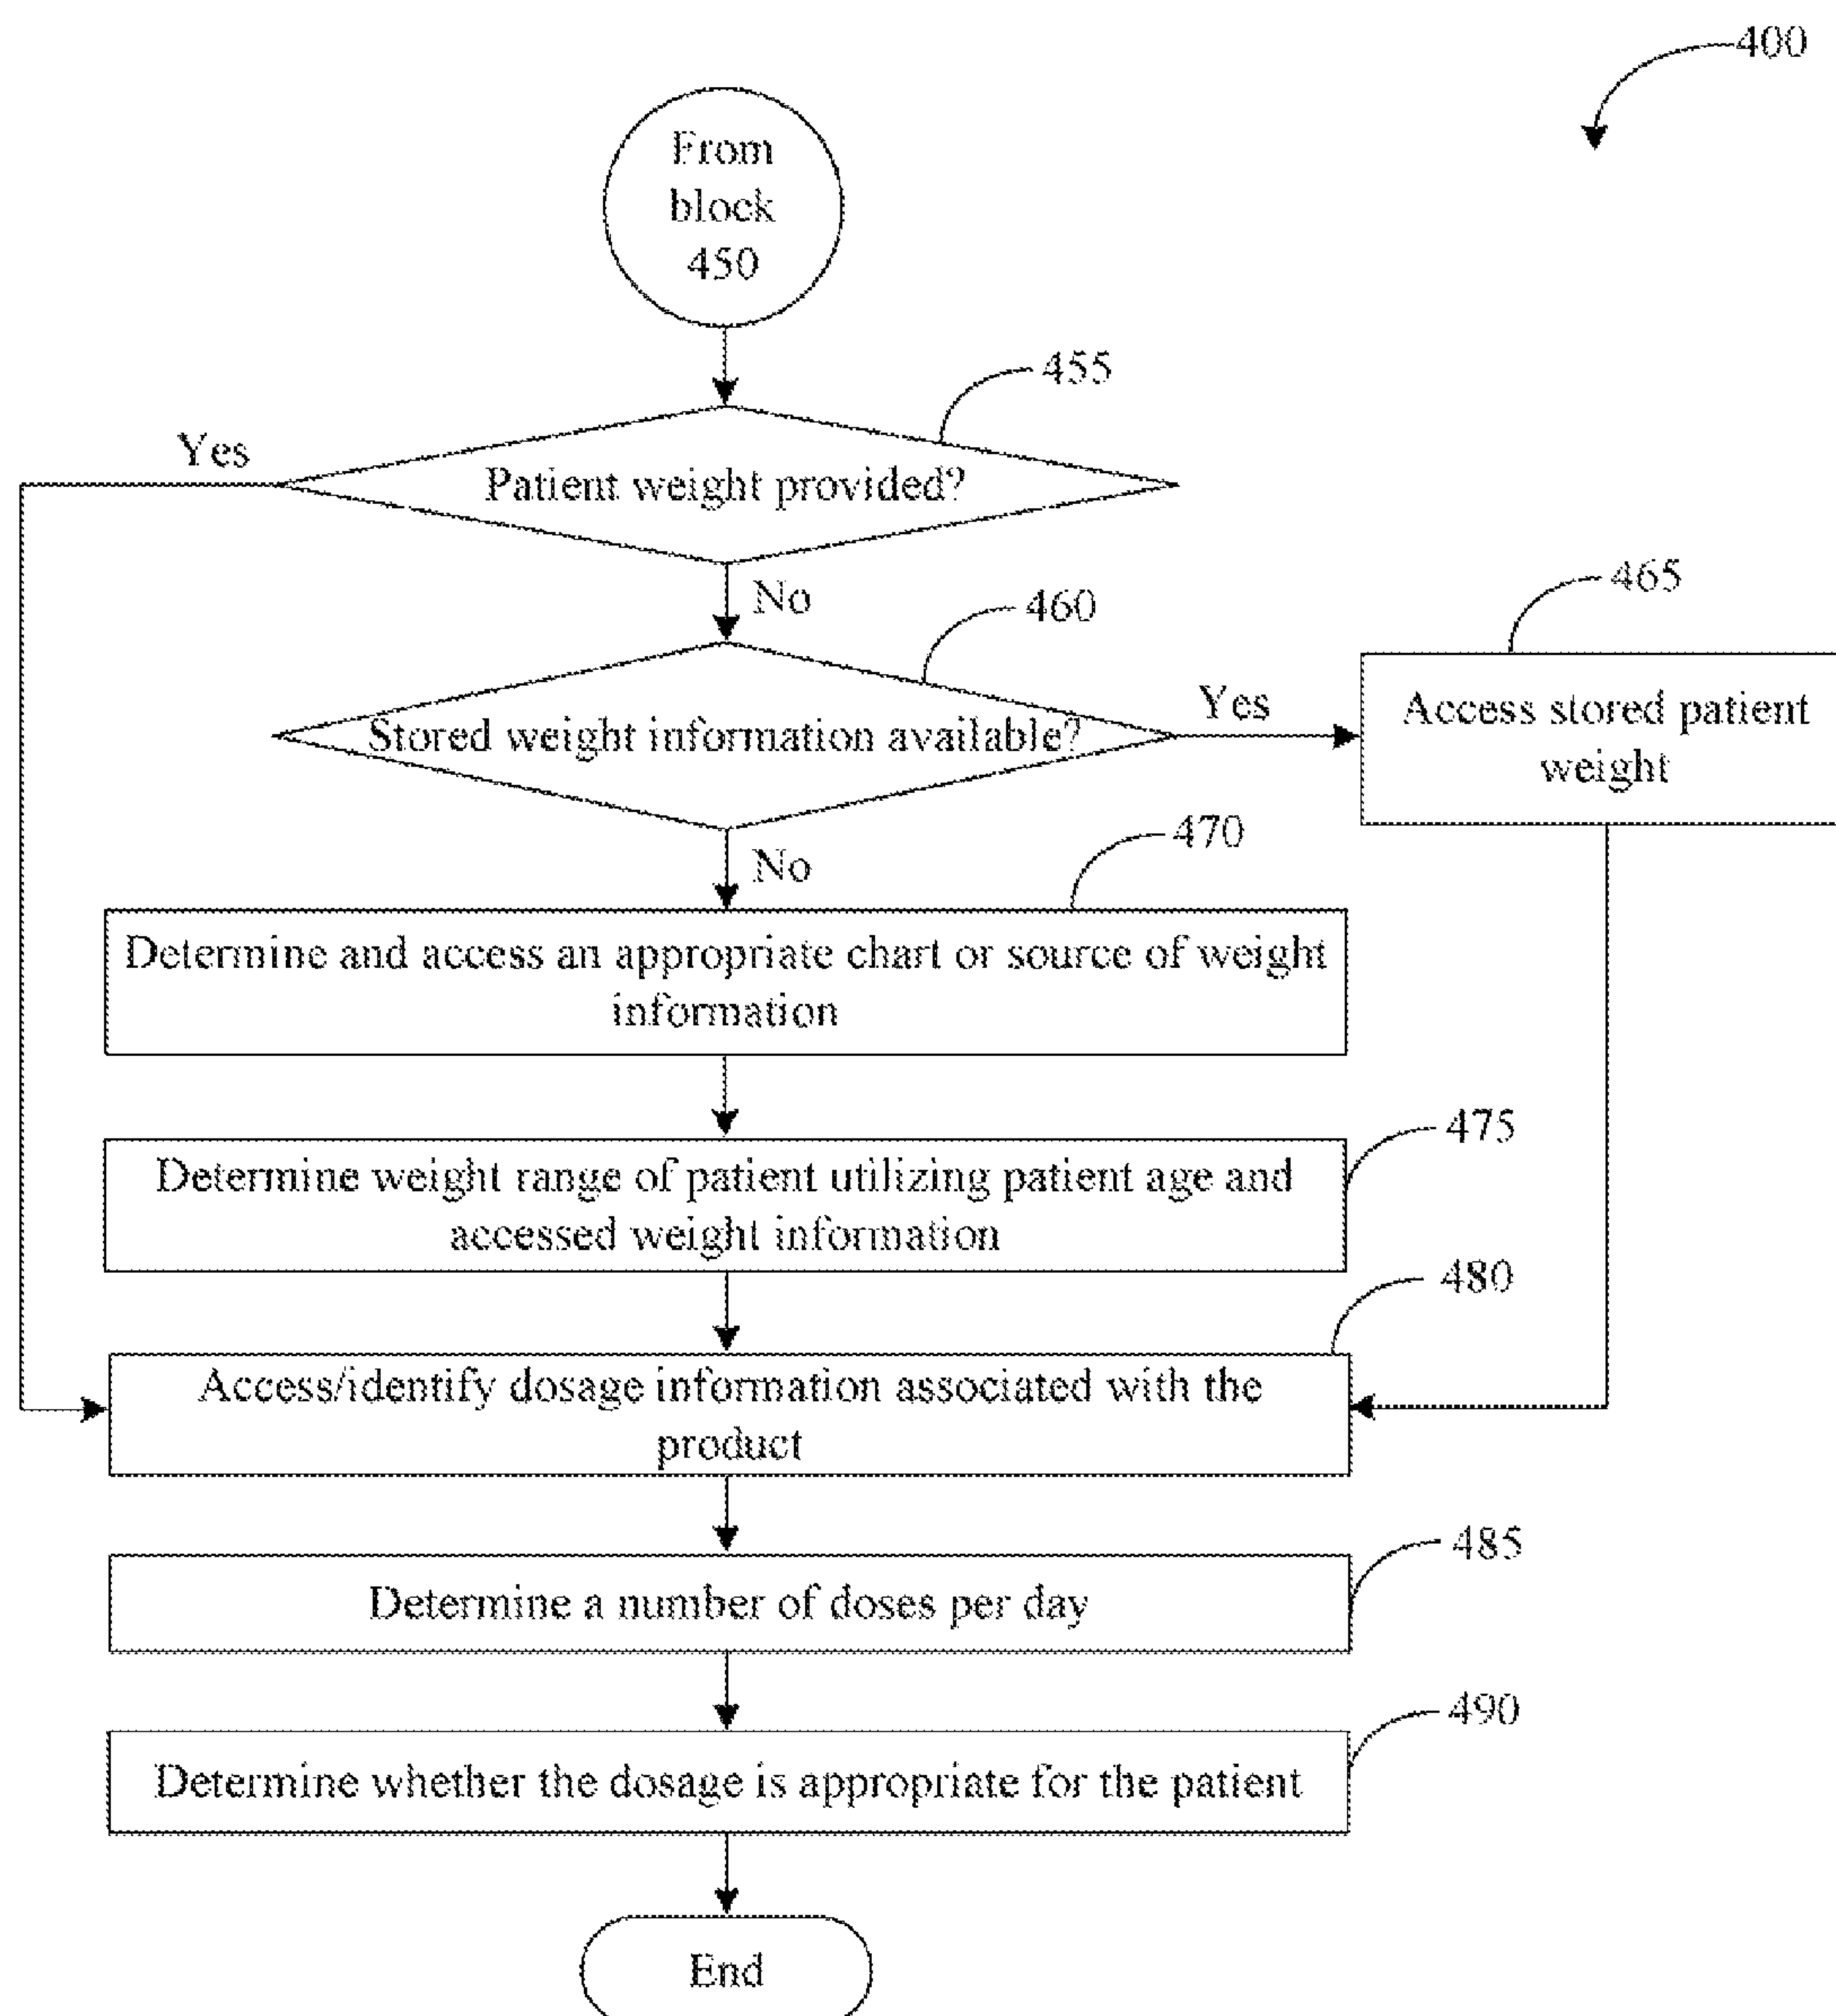 400
From
block
450
455
Yes
Patient weight provided?
No
460
465
Yes
Access stored patient
weight
Stored weight information available?
470
No
Determine and access an appropriate chart or source of weight
information
475
Determine weight range of patient utilizing patient age and
accessed weight information
480
Access/identify dosage information associated with the
product
485
Determine a number of doses per day
490
Determine whether the dosage is appropriate for the patient
End